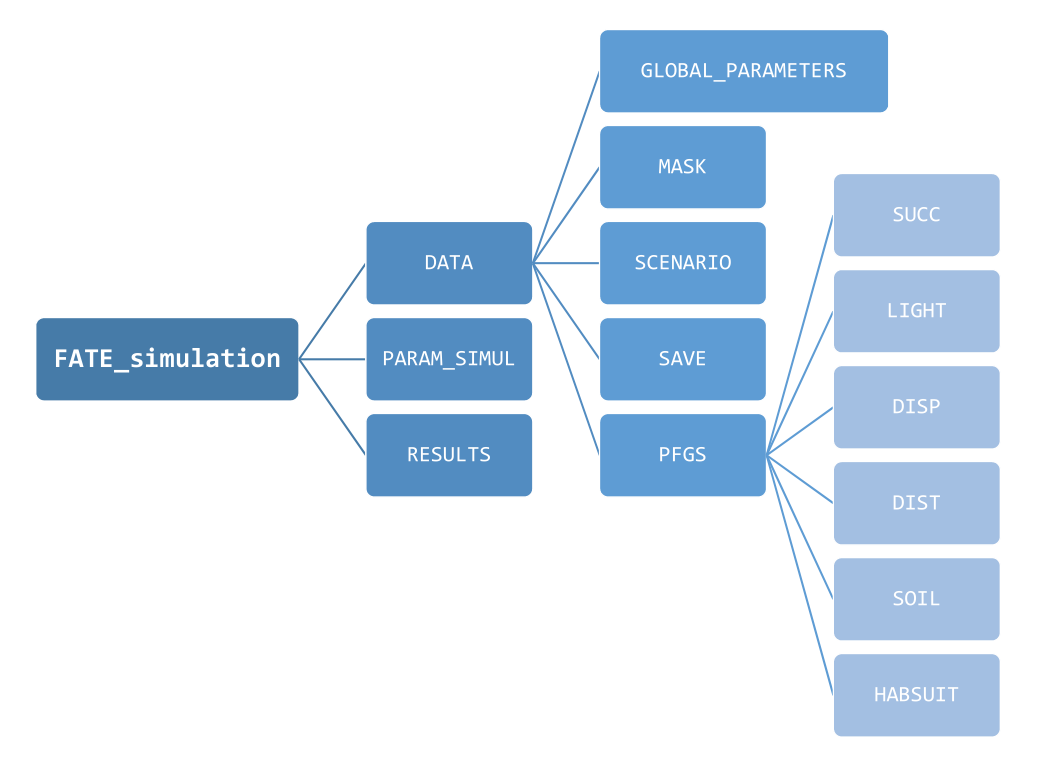 FATE_simulation
DATA
PARAM_SIMUL
RESULTS
GLOBAL_PARAMETERS
MASK
SCENARIO
SAVE
PFGS
SUCC
LIGHT
DISP
DIST
SOIL
HABSUIT